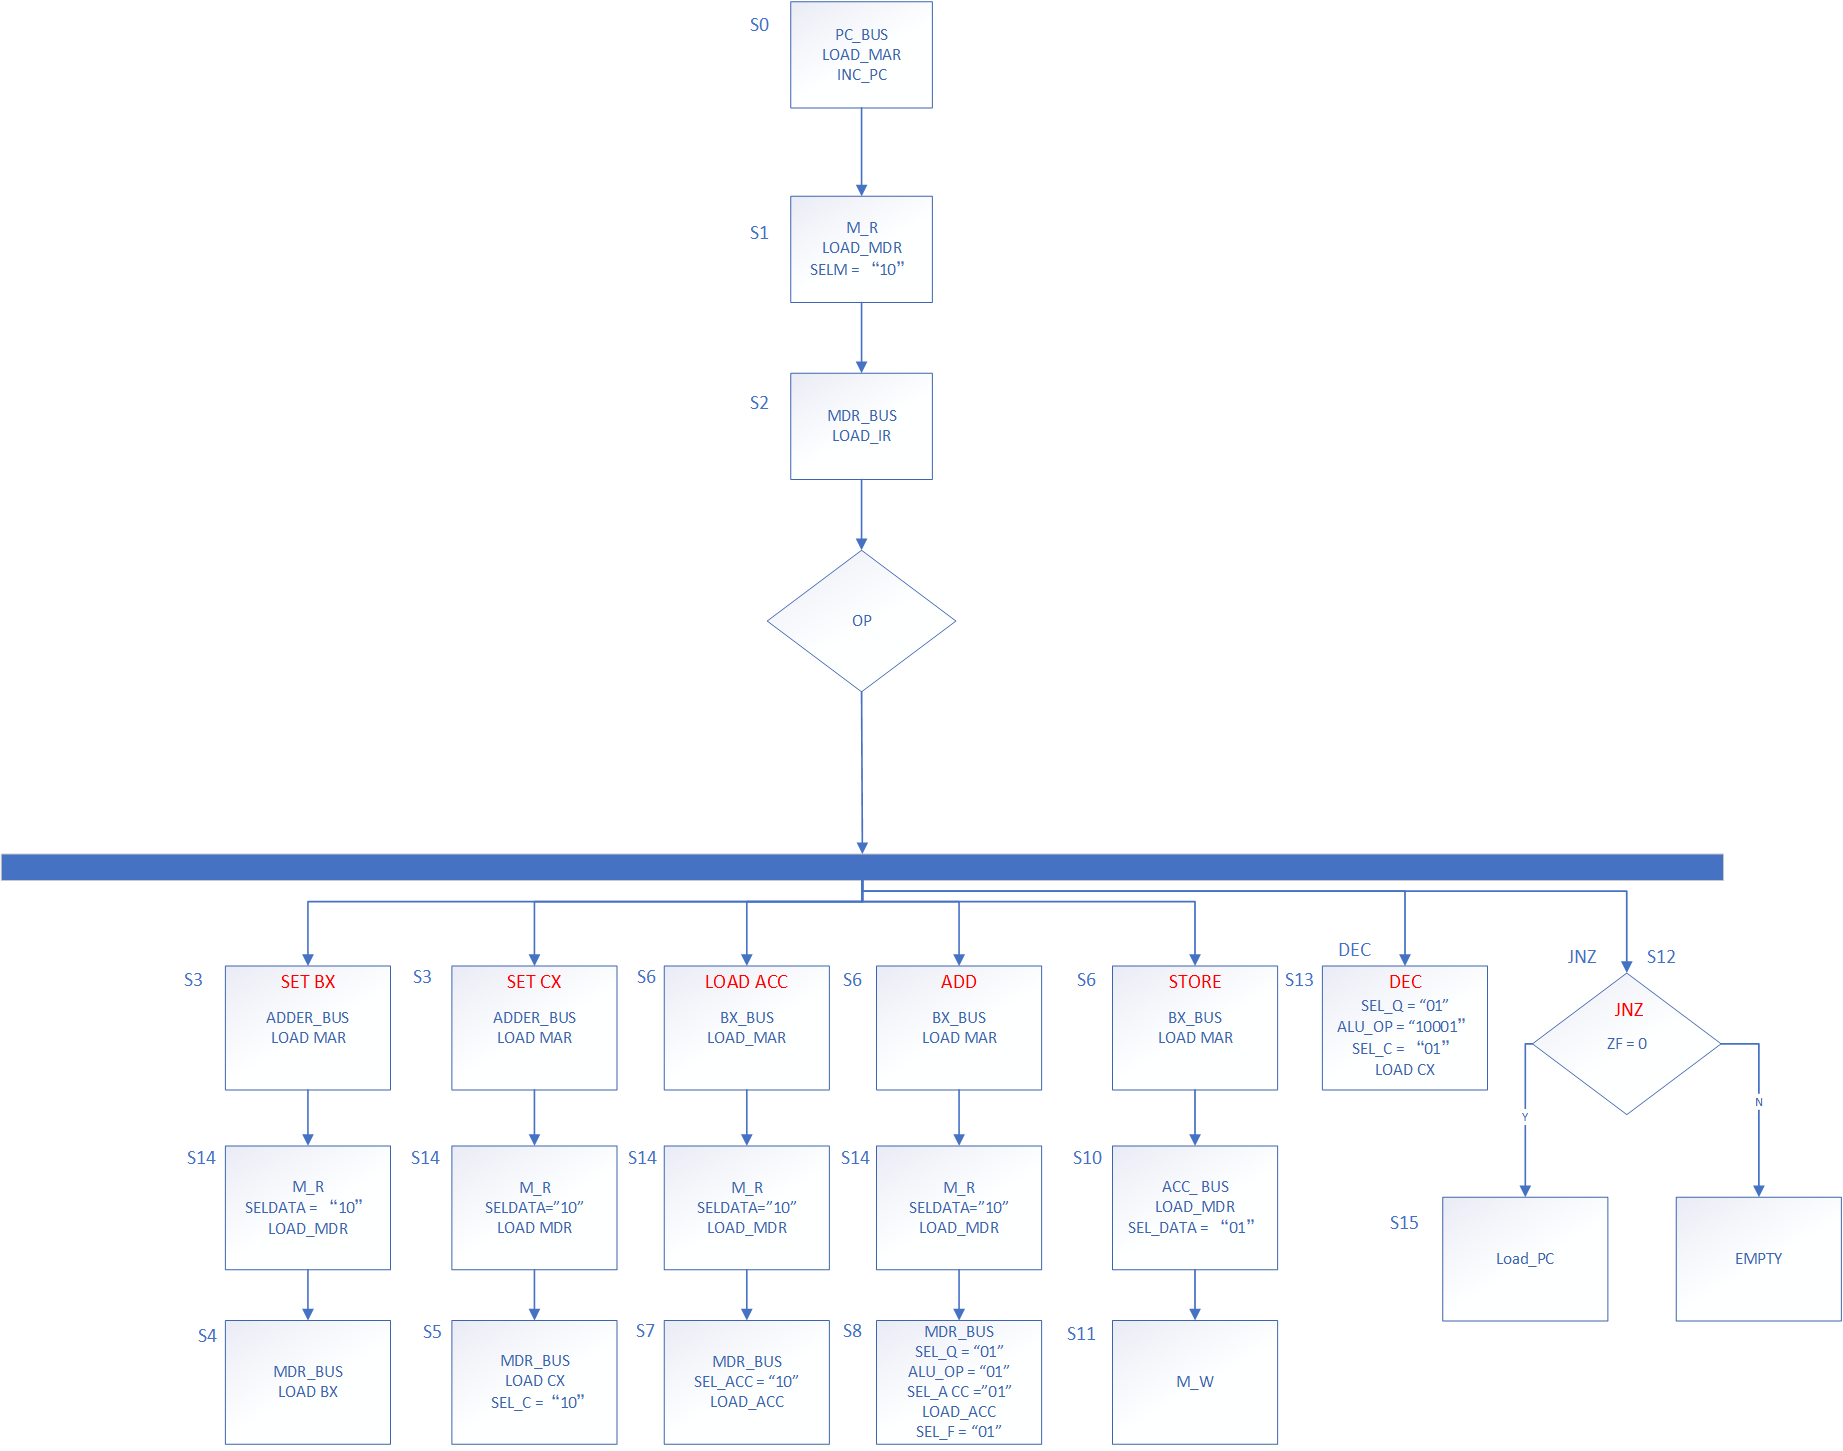 S0
PC_BUS
LOAD_MAR
INC_PC
S1
M_R
LOAD_MDR
SELM = “10”
S2
MDR_BUS
LOAD_IR
OP
S3
SET BX
ADDER_BUS
LOAD MAR
S3
SET CX
ADDER_BUS
LOAD MAR
S6
LOAD ACC
BX_BUS
LOAD_MAR
S6
ADD
BX_BUS
LOAD MAR
S6
STORE
BX_BUS
LOAD MAR
DEC
S13
DEC
SEL_Q = “01”
ALU_OP = “10001”
SEL_C = “01”
LOAD CX
JNZ
S12
JNZ
ZF = 0
Y
N
S14
M_R
SELDATA = “10”
LOAD_MDR
S14
M_R
SELDATA=”10”
LOAD MDR
S14
M_R
SELDATA=”10”
LOAD_MDR
S14
M_R
SELDATA=”10”
LOAD_MDR
S10
ACC_ BUS
LOAD_MDR
SEL_DATA = “01”
S15
Load_PC
EMPTY
S4
MDR_BUS
LOAD BX
S5
MDR_BUS
LOAD CX
SEL_C = “10”
S7
MDR_BUS
SEL_ACC = “10”
LOAD_ACC
S8
MDR_BUS
SEL_Q = “01”
ALU_OP = “01”
SEL_A CC =”01”
LOAD_ACC
SEL_F = “01”
S11
M_W